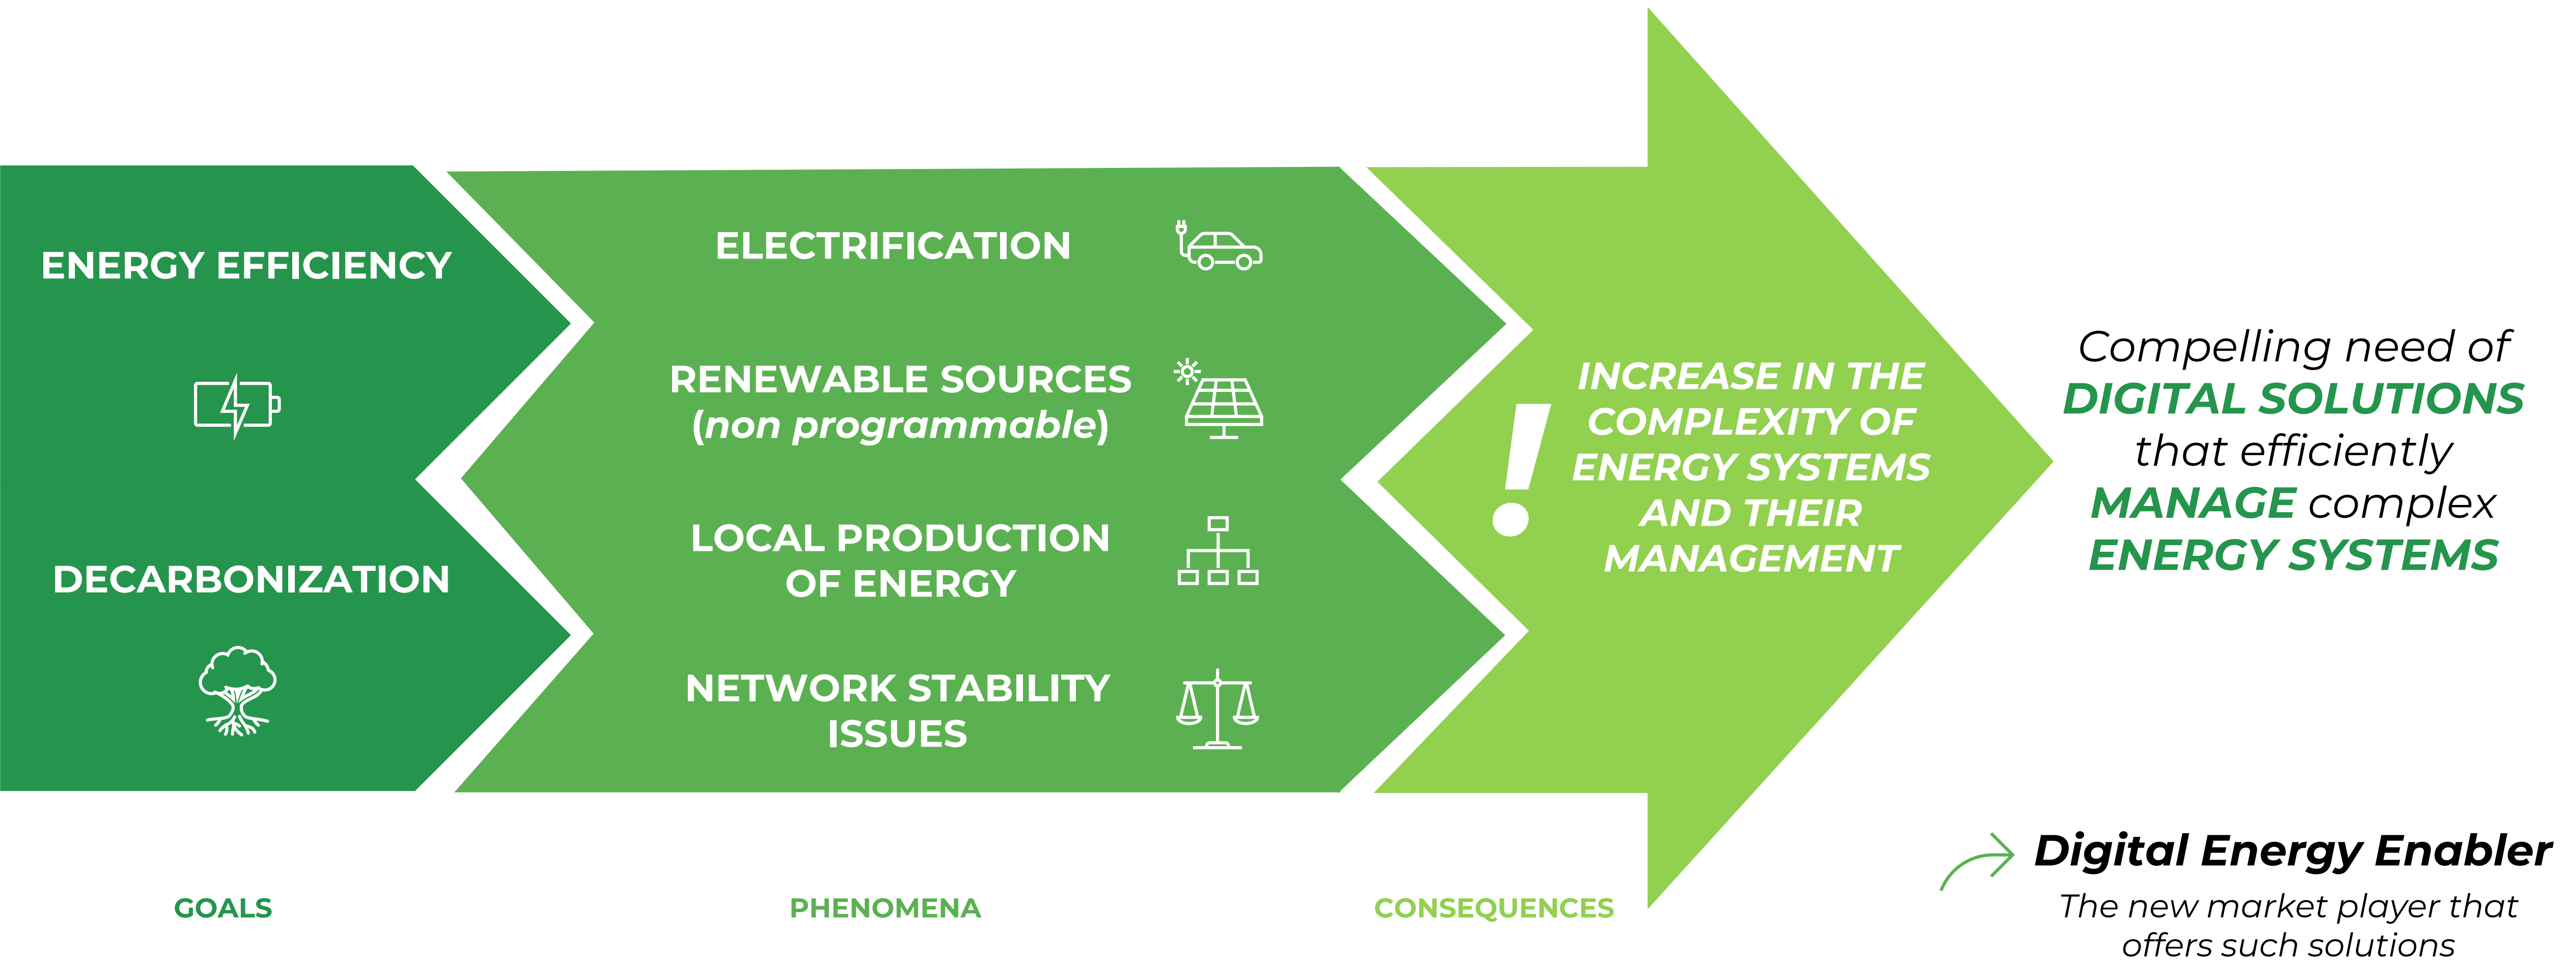 ENERGY EFFICIENCY
DECARBONIZATION
GOALS
ELECTRIFICATION
RENEWABLE SOURCES
(non programmable)
LOCAL PRODUCTION
OF ENERGY
NETWORK STABILITY
ISSUES
PHENOMENA
!
INCREASE IN THE
COMPLEXITY OF
ENERGY SYSTEMS
AND THEIR
MANAGEMENT
CONSEQUENCES
Compelling need of
DIGITAL SOLUTIONS
that efficiently
MANAGE complex
ENERGY SYSTEMS
Digital Energy Enabler
The new market player that
offers such solutions